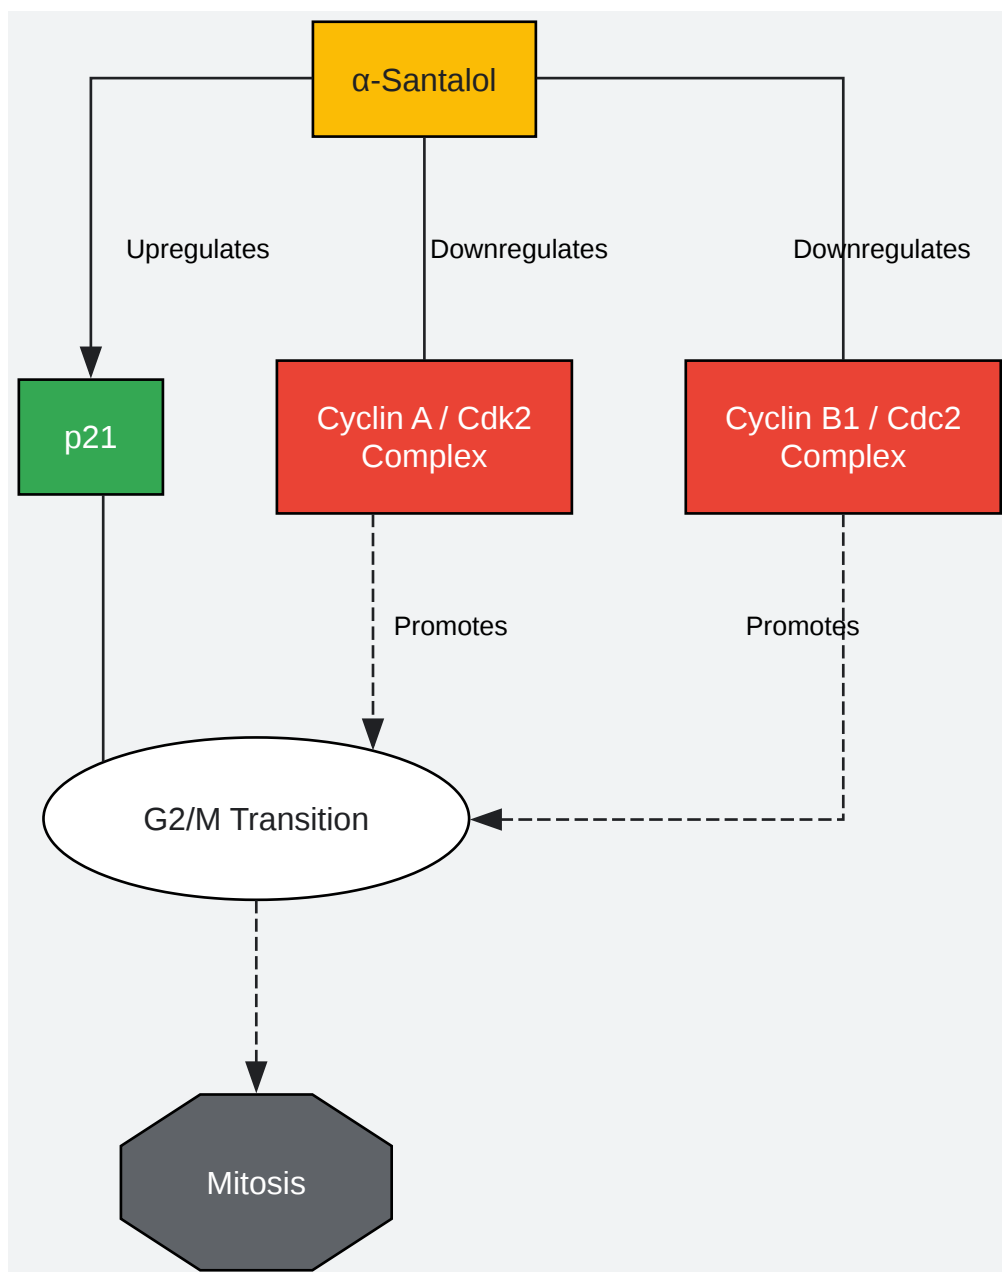 α-Santalol
Upregulates
Downregulates
Downregulates
p21
Cyclin A / Cdk2
Complex
Cyclin B1 / Cdc2
Complex
Promotes
Promotes
G2/M Transition
Mitosis